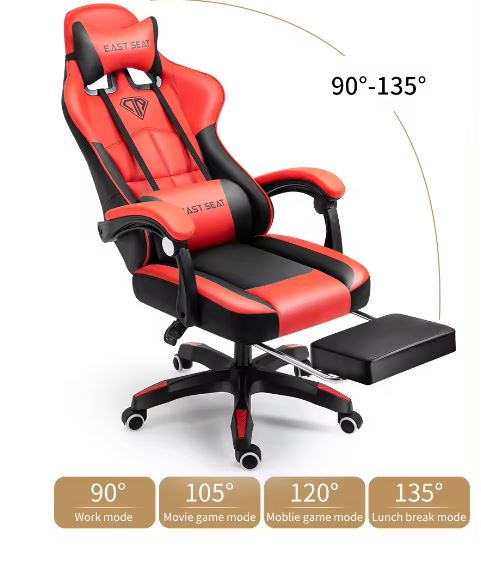 EAST SEAT
90°-135°
EAST SEAT
90°
Work mode
105°
Movie game mode
120°
Moblie game mode
135°
Lunch break mode